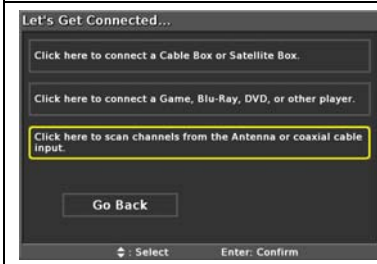 Let's Get Connected...
Click here to connect a Cable Box or Satellite Box.
Click here to connect a Game, Blu-Ray, DVD, or other player.
Click here to scan channels from the Antenna or coaxial cable
input.
Go Back
: Select Enter: Confirm